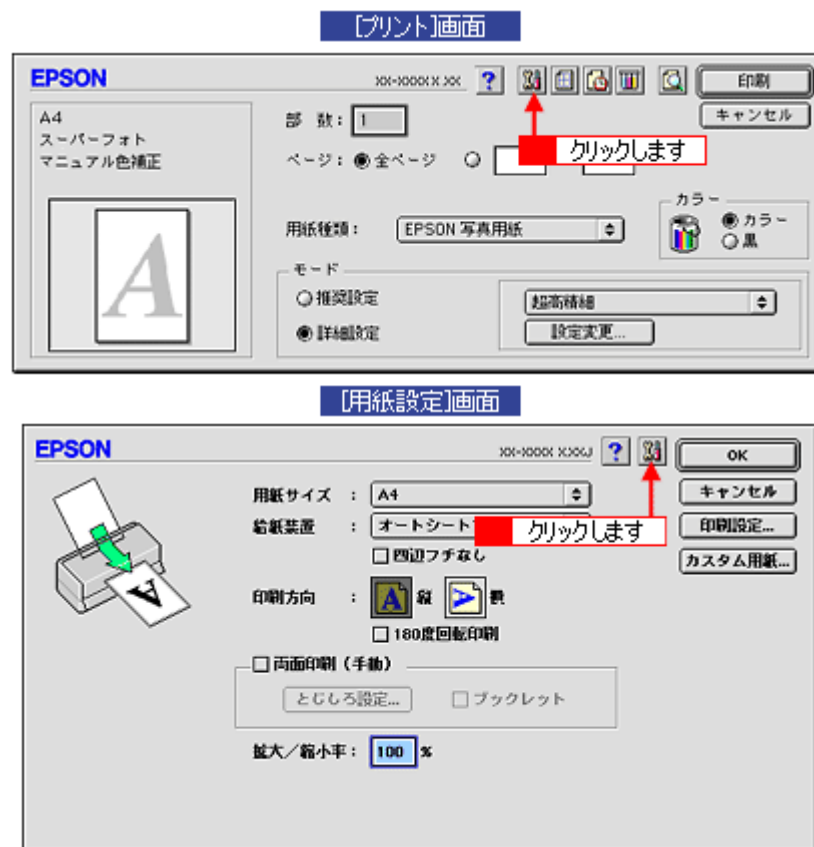 [プリント]画面
EPSON
XX-XXXXX X.XX
?
印刷
A4
スーパーフォト
マニュアル色補正
部 数：
1
キャンセル
クリックします
ページ：
全ページ
用紙種類：
EPSON 写真用紙
カラー
カラー
黒
モード
推奨設定
詳細設定
超高精細
設定変更...
A
[用紙設定]画面
EPSON
XX-XXXX X.XXJ
?
OK
用紙サイズ ：
A4
キャンセル
給紙装置 ：
オートシート
クリックします
印刷設定...
四辺フチなし
カスタム用紙...
A
印刷方向 ：
A
縦
A
横
180度回転印刷
両面印刷（手動）
とじしろ設定...
ブックレット
拡大／縮小率：
100
%